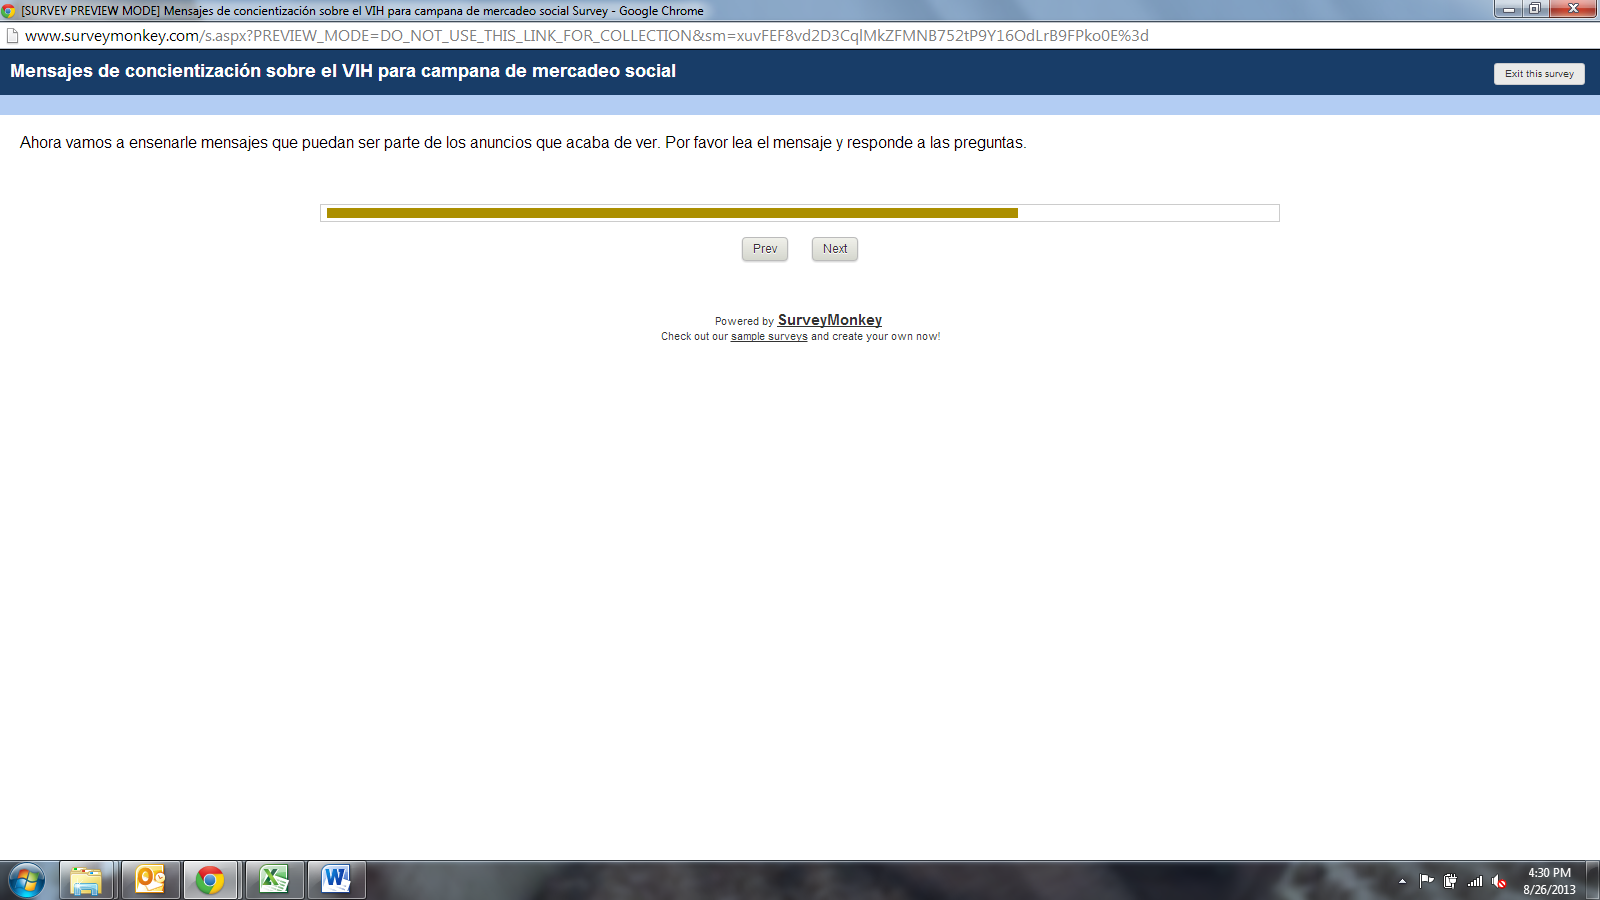 [SURVEY PREVIEW MODE] Mensajes de concientización sobre el VIH para campana de mercadeo social Survey - Google Chrome
www.surveymonkey.com/s.aspx?PREVIEW_MODE=DO_NOT_USE_THIS_LINK_FOR_COLLECTION&sm=xuvFEF8vd2D3CqlMkZFMNB752tP9Y16OdLrB9FPko0E%3d
Mensajes de concientización sobre el VIH para campana de mercadeo social
Exit this survey
Ahora vamos a ensenarle mensajes que puedan ser parte de los anuncios que acaba de ver. Por favor lea el mensaje y responde a las preguntas.
Prev Next
Powered by SurveyMonkey
Check out our sample surveys and create your own now!
4:30 PM
8/26/2013